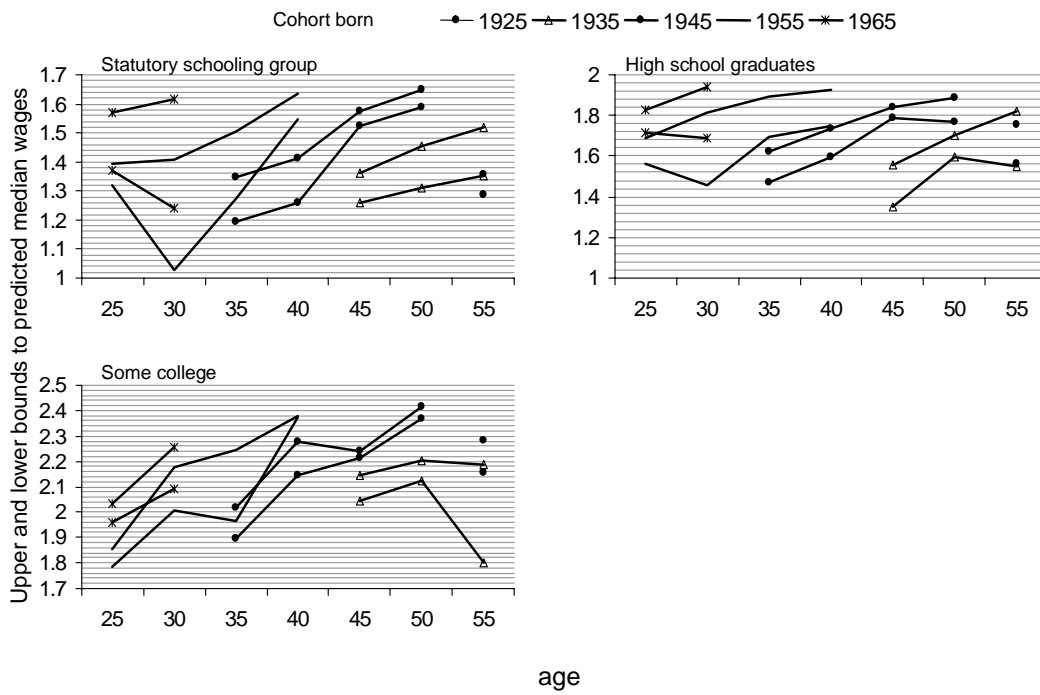 Cohort born 1925 1935 1945 1955 1965
Upper and lower bounds to predicted median wages
Statutory schooling group
1.7
1.6
1.5
1.4
1.3
1.2
1.1
1
25 30 35 40 45 50 55
High school graduates
2
1.8
1.6
1.4
1.2
1
25 30 35 40 45 50 55
Some college
2.5
2.4
2.3
2.2
2.1
2
1.9
1.8
1.7
25 30 35 40 45 50 55
age